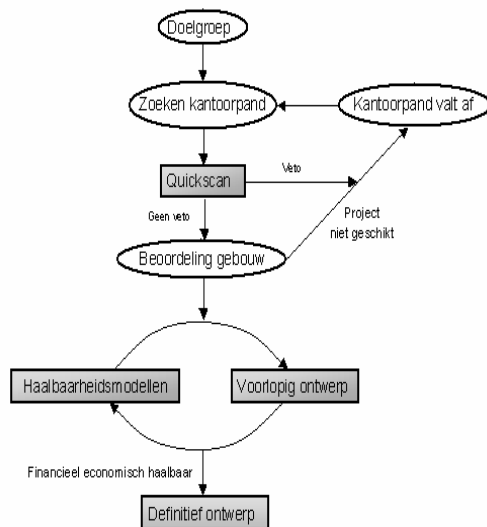 Doelgroep
Zoeken kantoorpand
Kantoorpand valt af
Quickscan
Veto
Geen veto
Project
niet geschikt
Beoordeling gebouw
Haalbaarheidsmodellen
Voorlopig ontwerp
Financieel economisch haalbaar
Definitief ontwerp